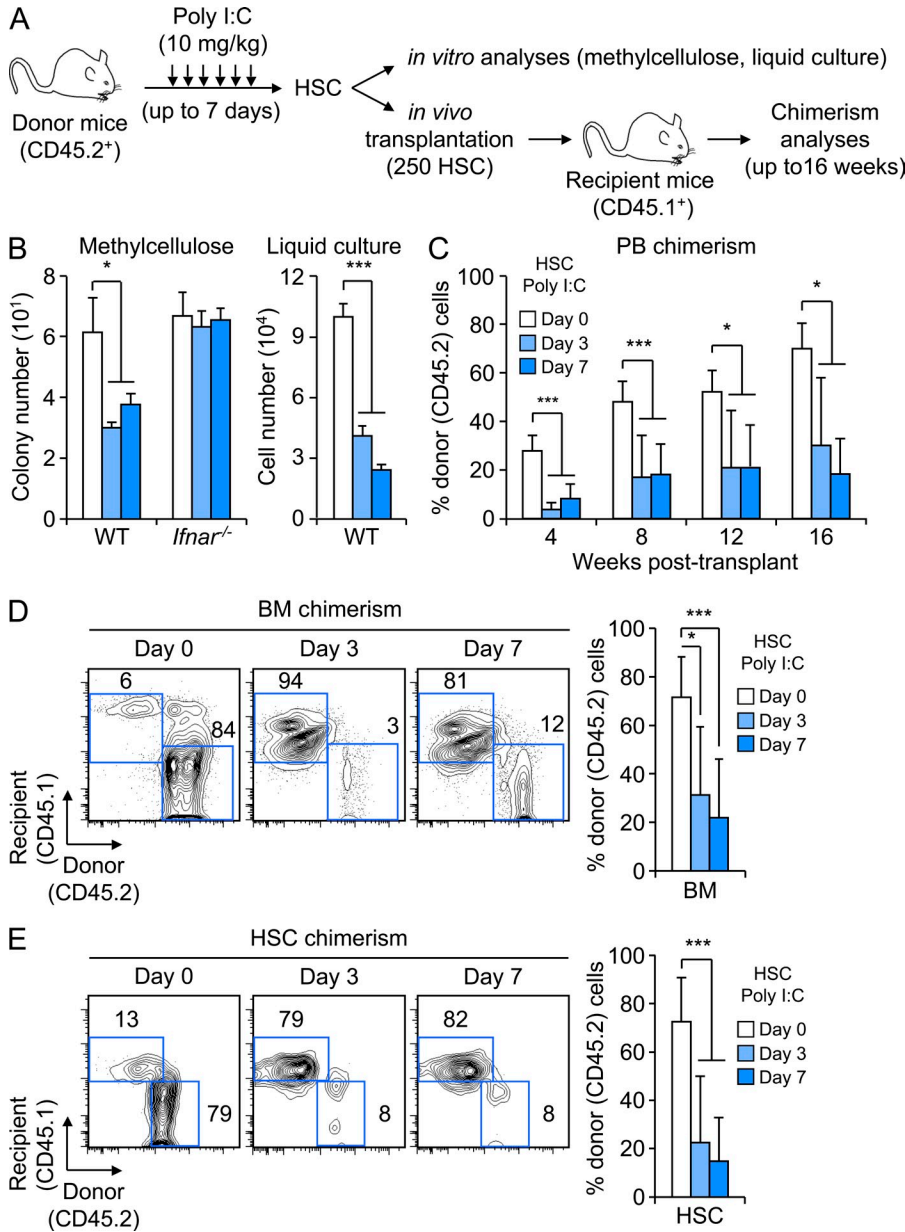 A
Poly I:C
(10 mg/kg)
(up to 7 days)
Donor mice
(CD45.2+)
HSC
in vitro analyses (methylcellulose, liquid culture)
in vivo
transplantation
(250 HSC)
Recipient mice
(CD45.1+)
Chimerism
analyses
(up to16 weeks)
B
Methylcellulose
Colony number (10¹)
8
6
4
2
0
*
WT
Ifnar-/-
Liquid culture
Cell number (10⁴)
12
9
6
3
0
***
WT
C
PB chimerism
% donor (CD45.2) cells
100
80
60
40
20
0
HSC
Poly I:C
Day 0
Day 3
Day 7
***
***
*
*
4
8
12
16
Weeks post-transplant
D
BM chimerism
Day 0
Day 3
Day 7
6
84
94
3
81
12
Recipient
(CD45.1)
Donor
(CD45.2)
% donor (CD45.2) cells
100
80
60
40
20
0
***
*
BM
HSC
Poly I:C
Day 0
Day 3
Day 7
E
HSC chimerism
Day 0
Day 3
Day 7
13
79
79
8
82
8
Recipient
(CD45.1)
Donor
(CD45.2)
% donor (CD45.2) cells
100
80
60
40
20
0
***
HSC
HSC
Poly I:C
Day 0
Day 3
Day 7